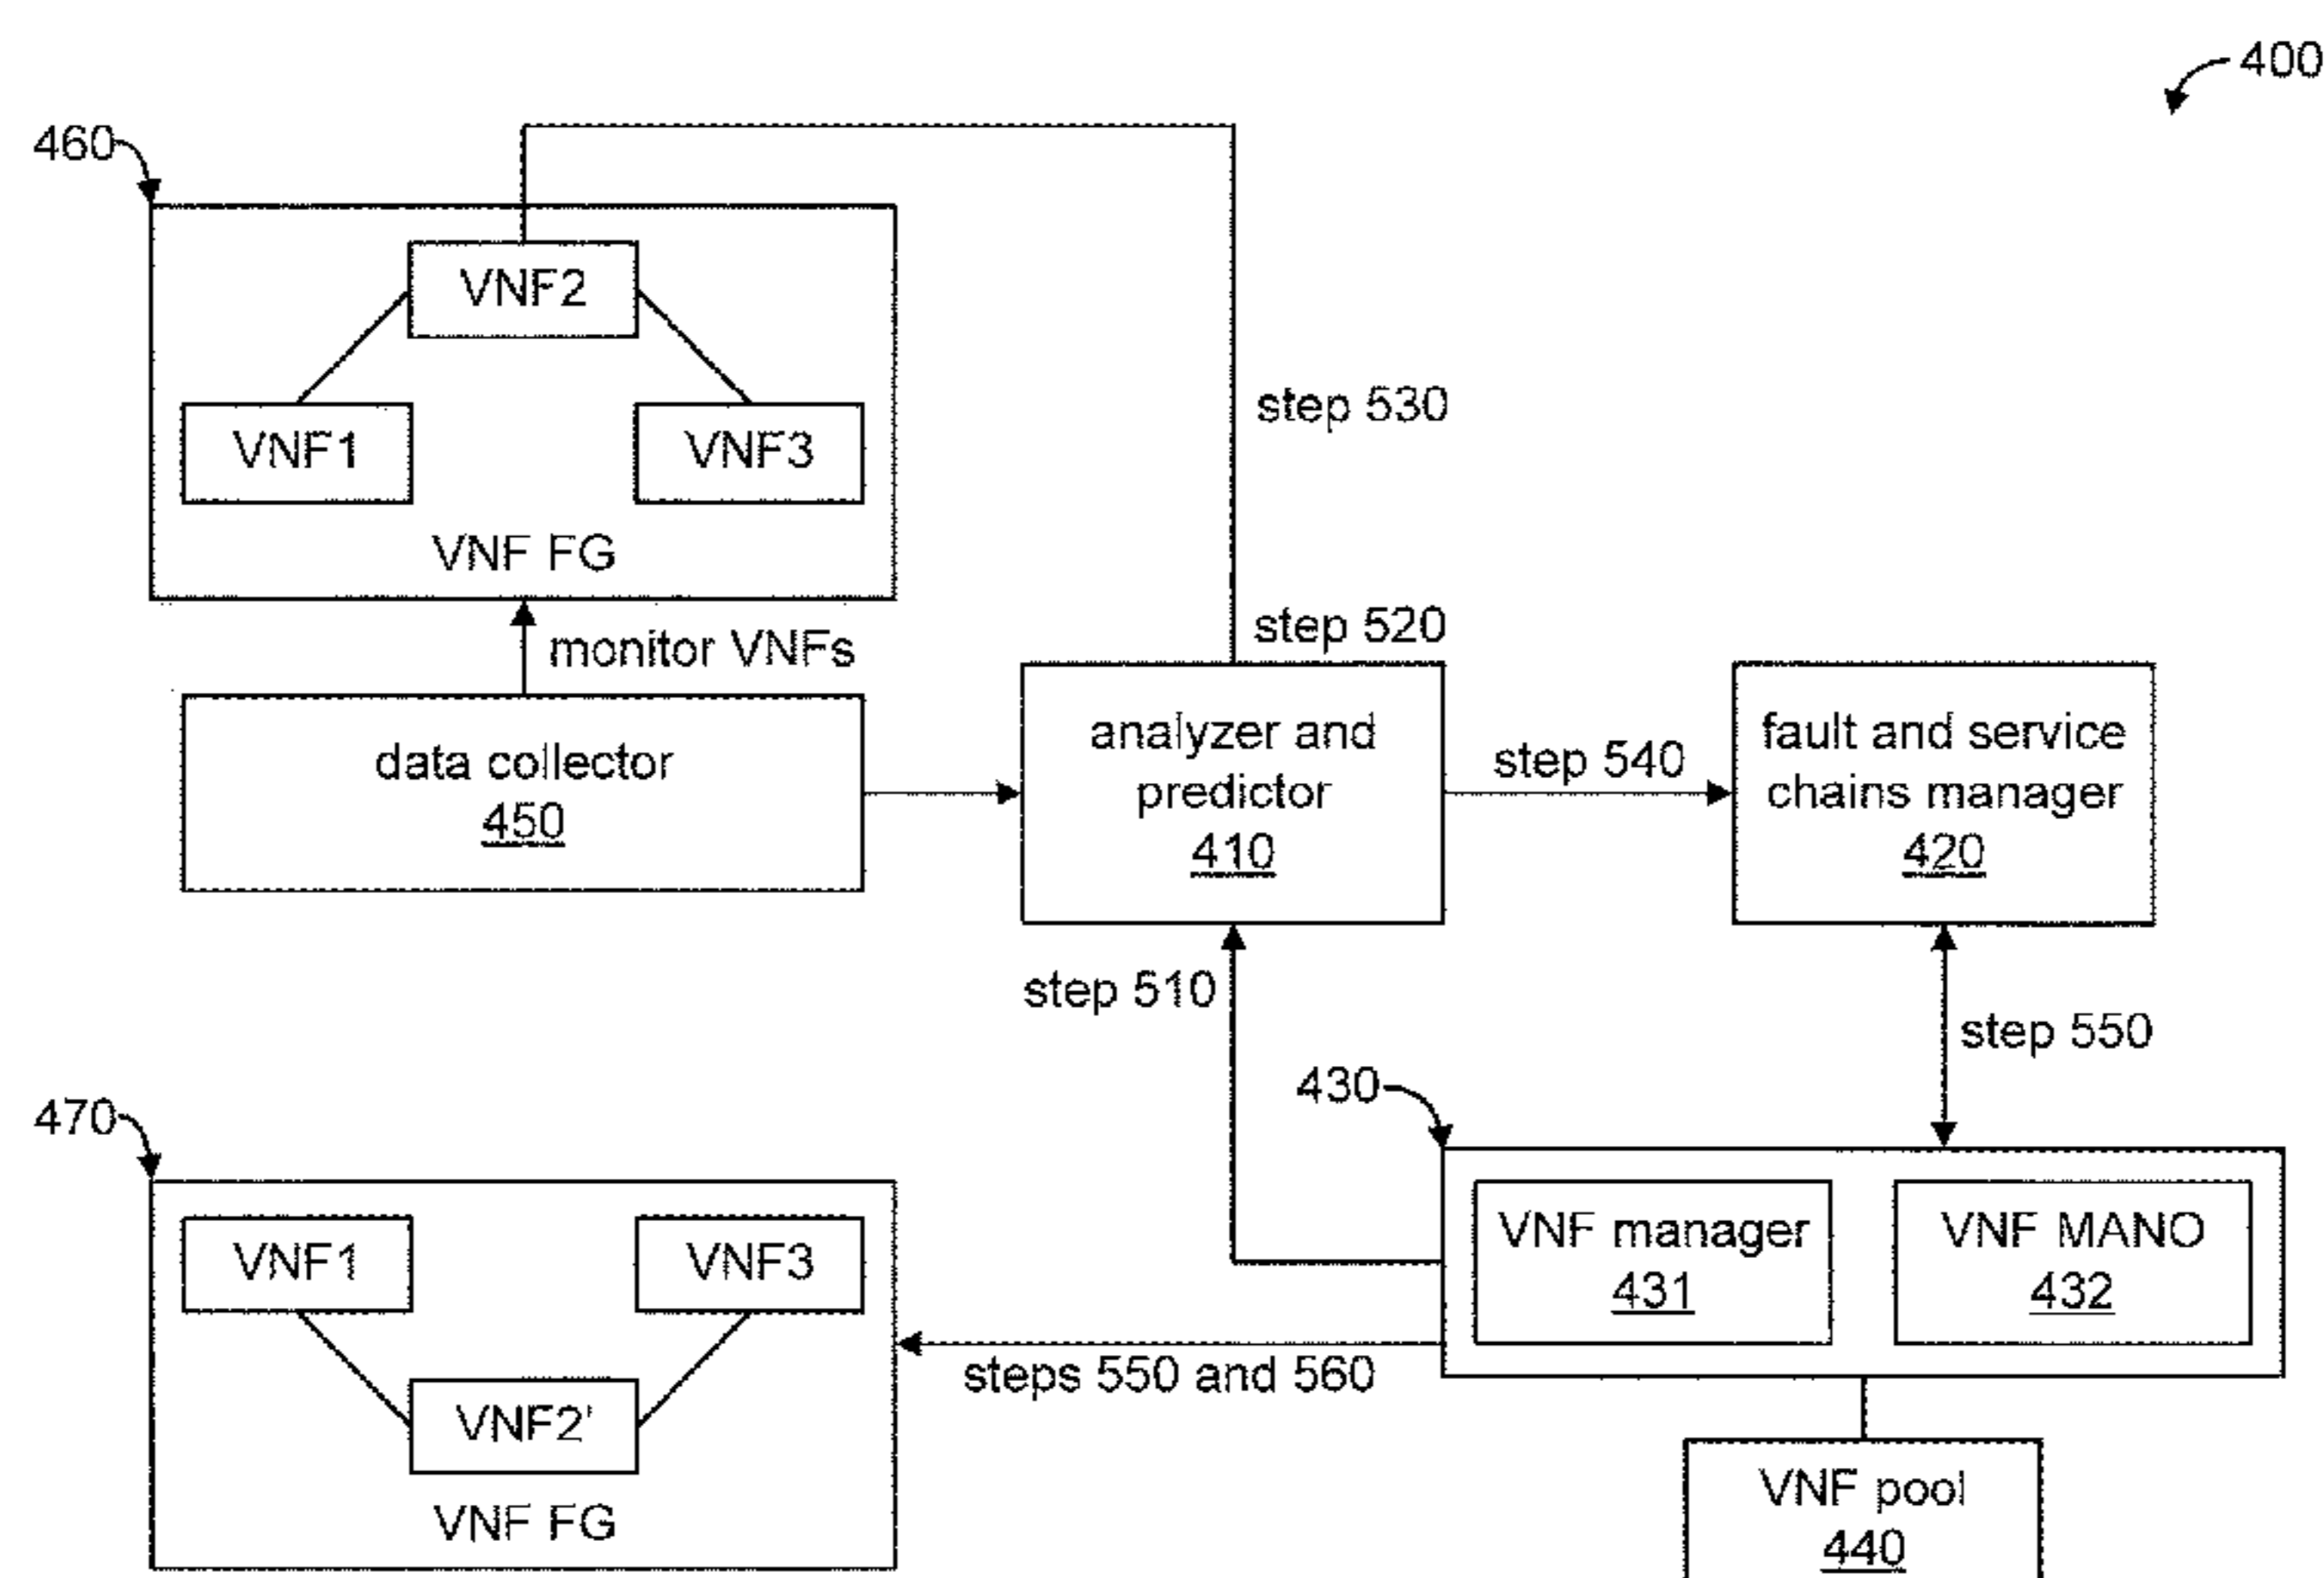 400
460
VNF2
VNF1
VNF3
VNF FG
step 530
step 520
monitor VNFs
data collector
450
analyzer and
predictor
410
step 540
fault and service
chains manager
420
step 510
step 550
430
470
VNF1
VNF3
VNF2'
VNF FG
VNF manager
431
VNF MANO
432
steps 550 and 560
VNF pool
440